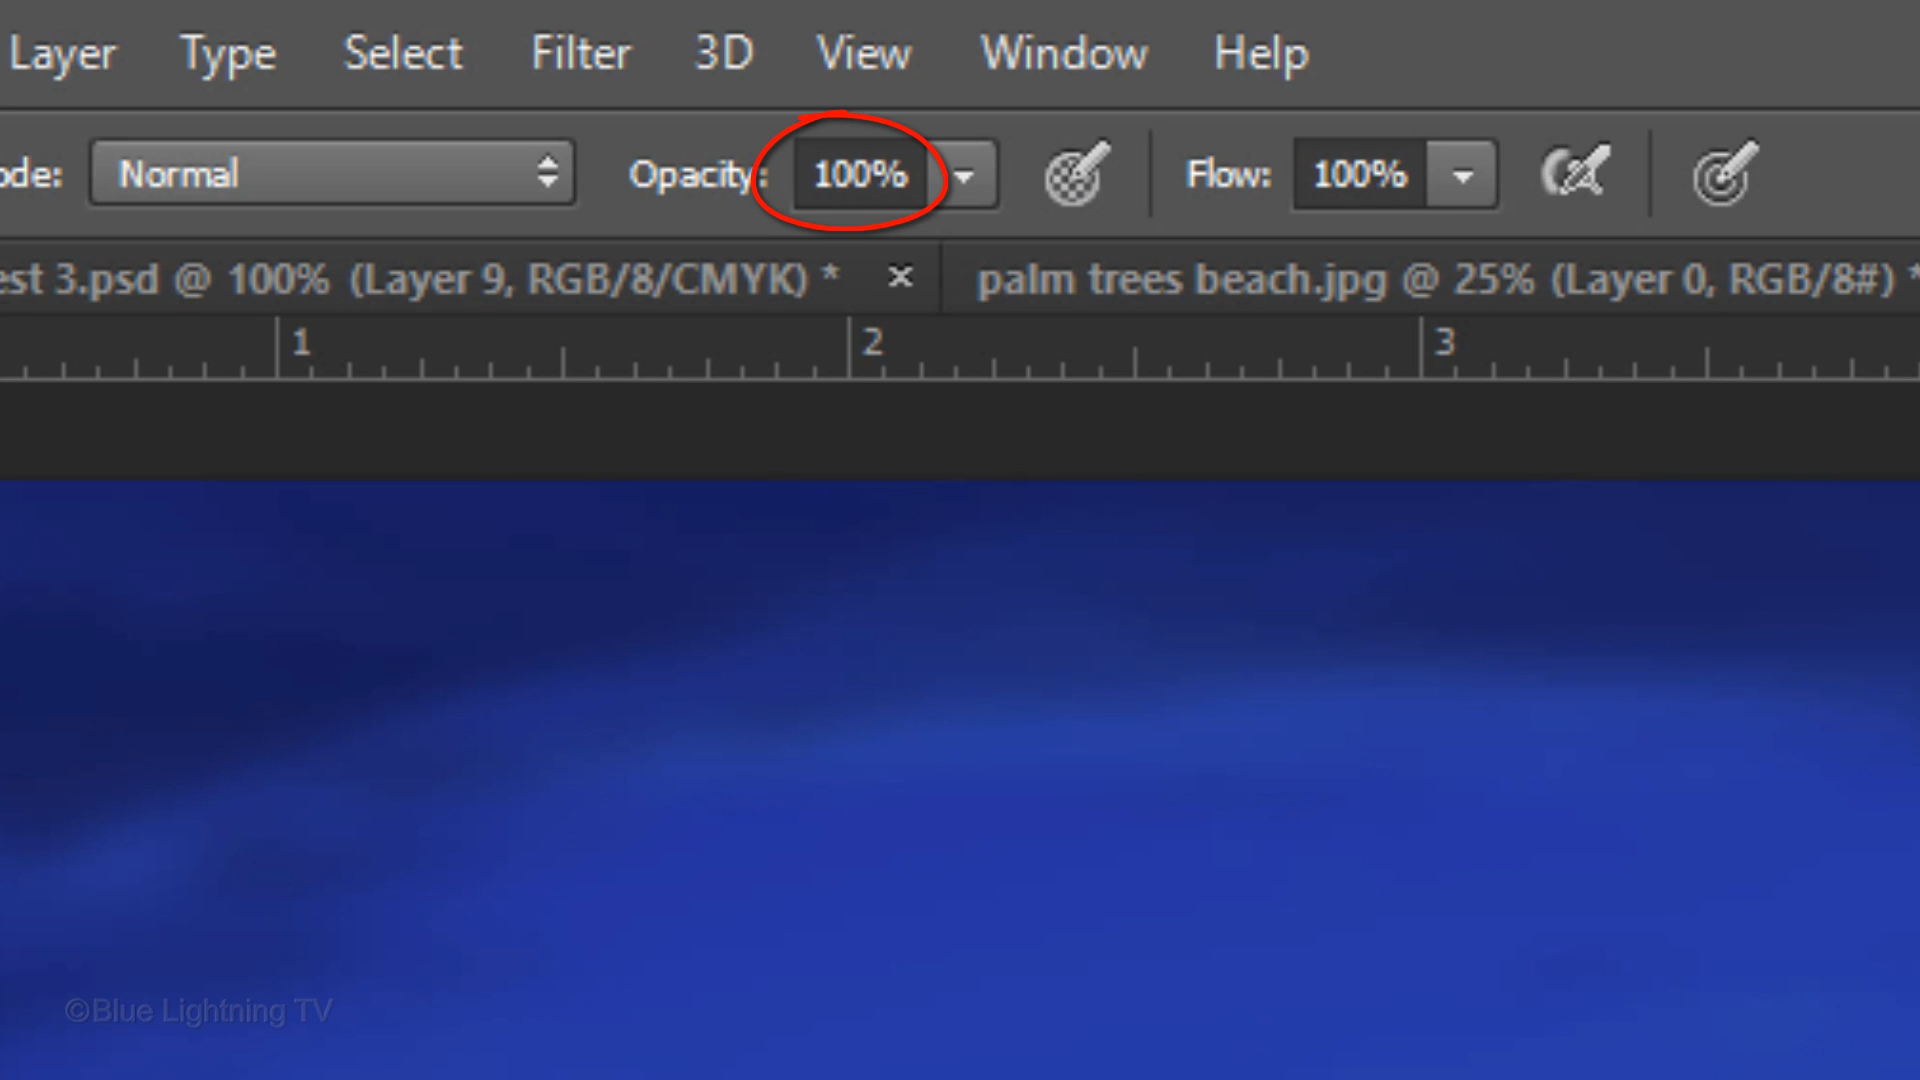 Layer Type Select Filter 3D View Window Help
ode: Normal Opacity: 100% Flow: 100%
est 3.psd @ 100% (Layer 9, RGB/8/CMYK) * × palm trees beach.jpg @ 25% (Layer 0, RGB/8#) *
1 2 3
©Blue Lightning TV